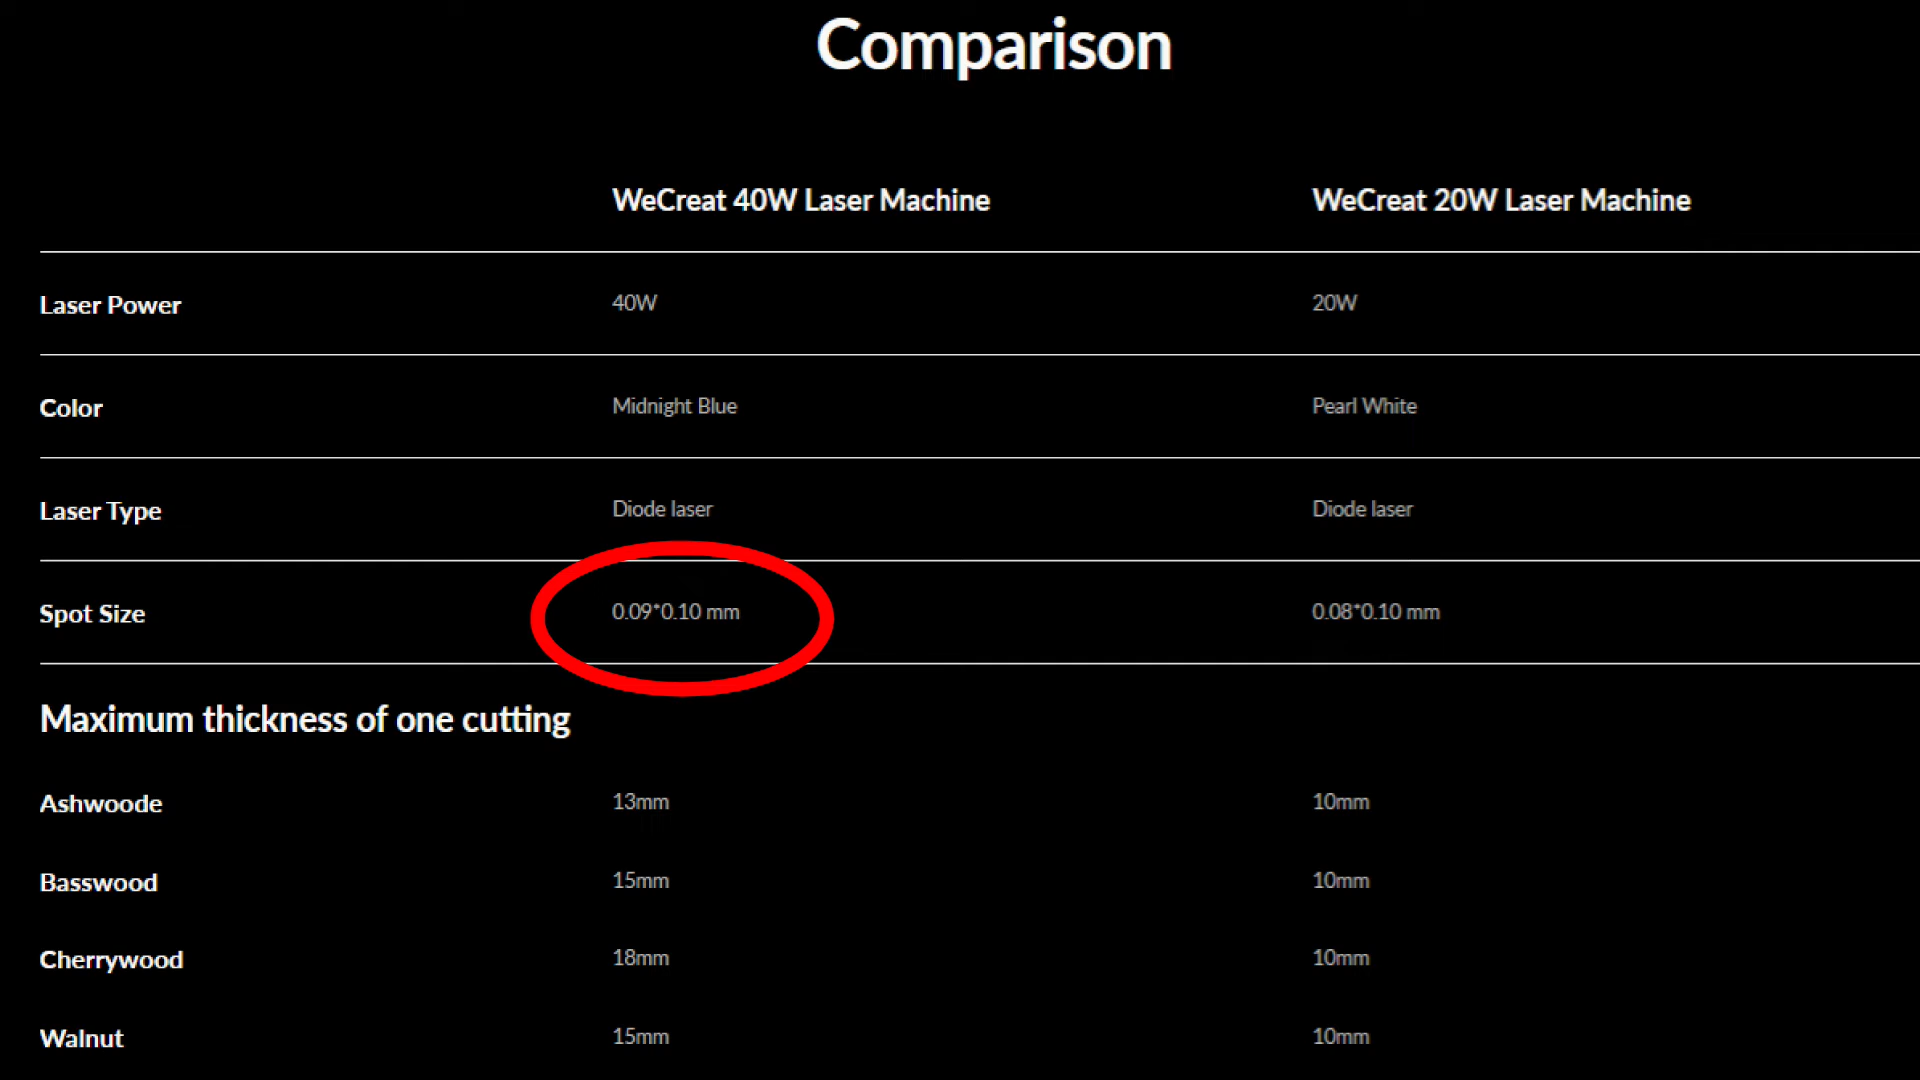 Comparison
WeCreat 40W Laser Machine WeCreat 20W Laser Machine
Laser Power 40W 20W
Color Midnight Blue Pearl White
Laser Type Diode laser Diode laser
Spot Size 0.09*0.10 mm 0.08*0.10 mm
Maximum thickness of one cutting
Ashwoode 13mm 10mm
Basswood 15mm 10mm
Cherrywood 18mm 10mm
Walnut 15mm 10mm